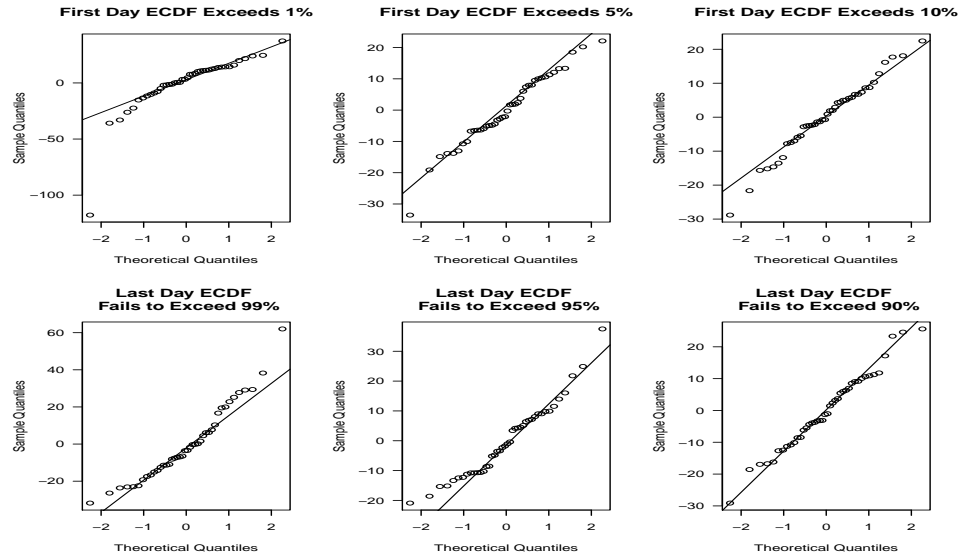 First Day ECDF Exceeds 1%
Sample Quantiles
0
−50
−100
−2 −1 0 1 2
Theoretical Quantiles
First Day ECDF Exceeds 5%
Sample Quantiles
20
10
0
−10
−20
−30
−2 −1 0 1 2
Theoretical Quantiles
First Day ECDF Exceeds 10%
Sample Quantiles
20
10
0
−10
−20
−30
−2 −1 0 1 2
Theoretical Quantiles
Last Day ECDF
Fails to Exceed 99%
Sample Quantiles
60
40
20
0
−20
−2 −1 0 1 2
Theoretical Quantiles
Last Day ECDF
Fails to Exceed 95%
Sample Quantiles
30
20
10
0
−10
−20
−2 −1 0 1 2
Theoretical Quantiles
Last Day ECDF
Fails to Exceed 90%
Sample Quantiles
20
10
0
−10
−20
−30
−2 −1 0 1 2
Theoretical Quantiles